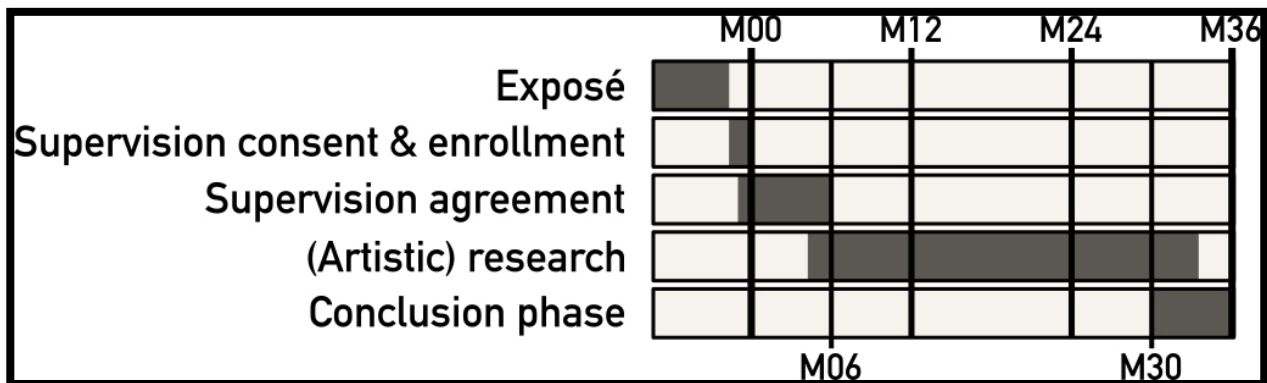 M00 M12 M24 M36
Exposé
Supervision consent & enrollment
Supervision agreement
(Artistic) research
Conclusion phase
M06 M30